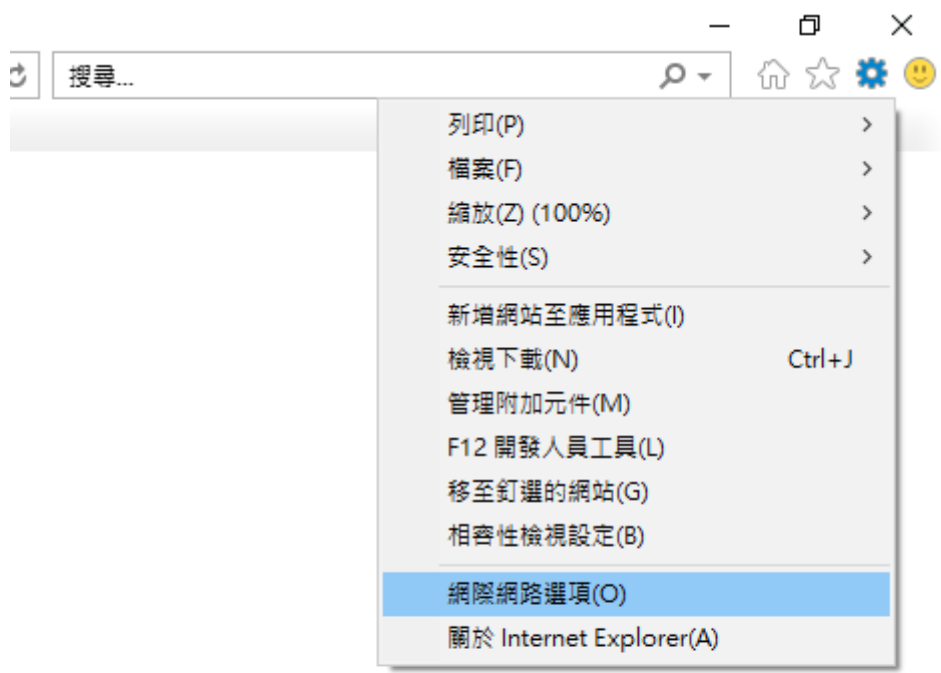 搜尋...
列印(P)
檔案(F)
縮放(Z) (100%)
安全性(S)
新增網站至應用程式(I)
檢視下載(N) Ctrl+J
管理附加元件(M)
F12 開發人員工具(L)
移至釘選的網站(G)
相容性檢視設定(B)
網際網路選項(O)
關於 Internet Explorer(A)